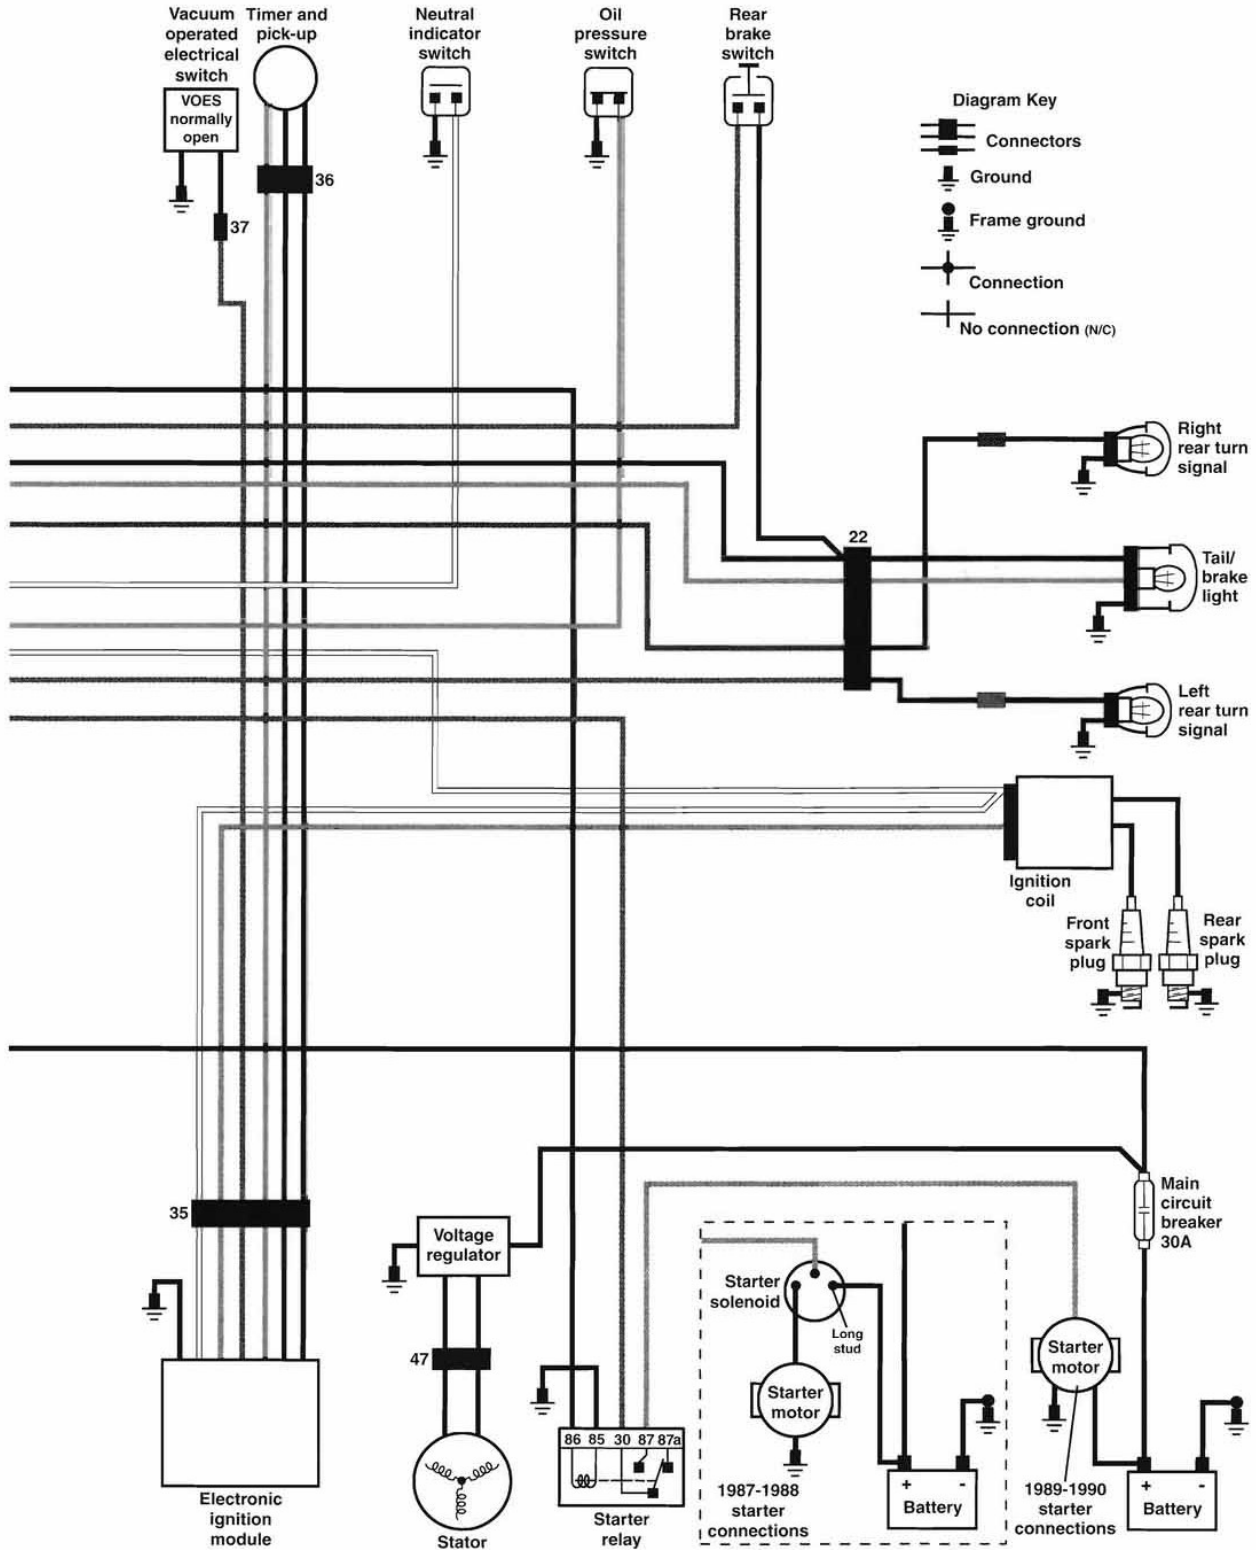 Vacuum
operated
electrical
switch
VOES
normally
open
Timer and
pick-up
Neutral
indicator
switch
Oil
pressure
switch
Rear
brake
switch
Diagram Key
Connectors
Ground
Frame ground
Connection
No connection (N/C)
36
37
Right
rear turn
signal
22
Tail/
brake
light
Left
rear turn
signal
Ignition
coil
Front
spark
plug
Rear
spark
plug
35
Voltage
regulator
Main
circuit
breaker
30A
Starter
solenoid
Long
stud
47
Starter
motor
Starter
motor
86 85 30 87 87a
+ -
Battery
+ -
Battery
1987-1988
starter
connections
1989-1990
starter
connections
Electronic
ignition
module
Stator
Starter
relay